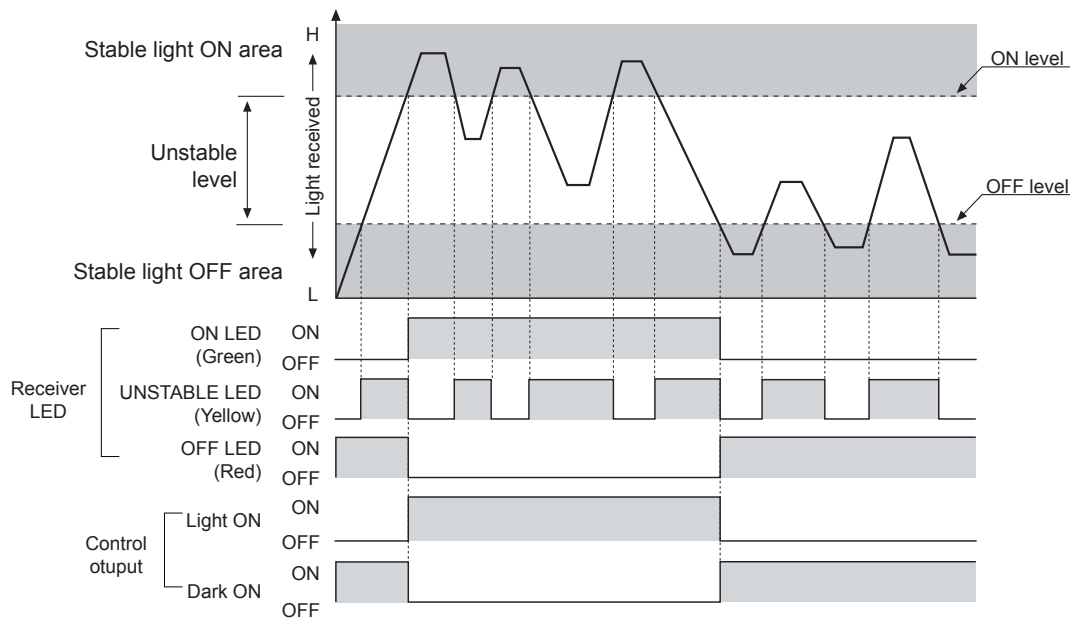 H
Stable light ON area
ON level
Light received
Unstable
level
OFF level
Stable light OFF area
L
ON LED
(Green)
ON
OFF
Receiver
LED
UNSTABLE LED
(Yellow)
ON
OFF
OFF LED
(Red)
ON
OFF
Control
otuput
Light ON
ON
OFF
Dark ON
ON
OFF